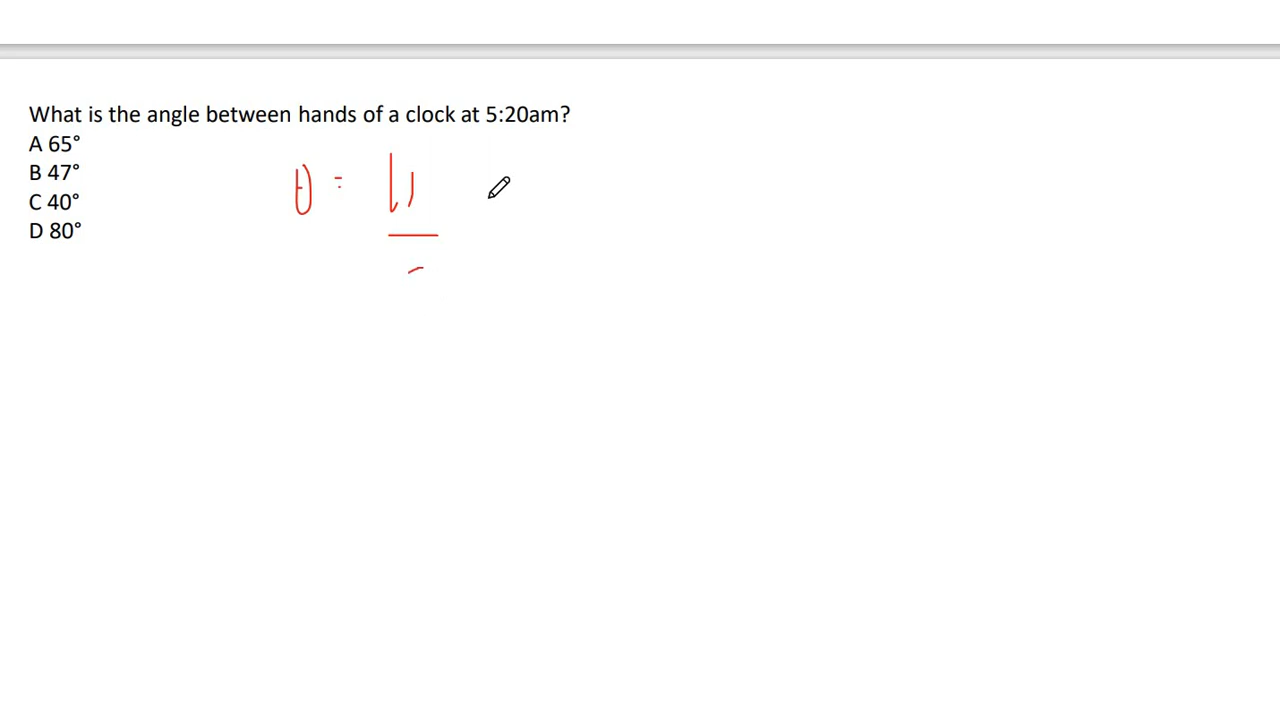 What is the angle between hands of a clock at 5:20am?
A 65°
B 47°
C 40°
D 80°
θ =